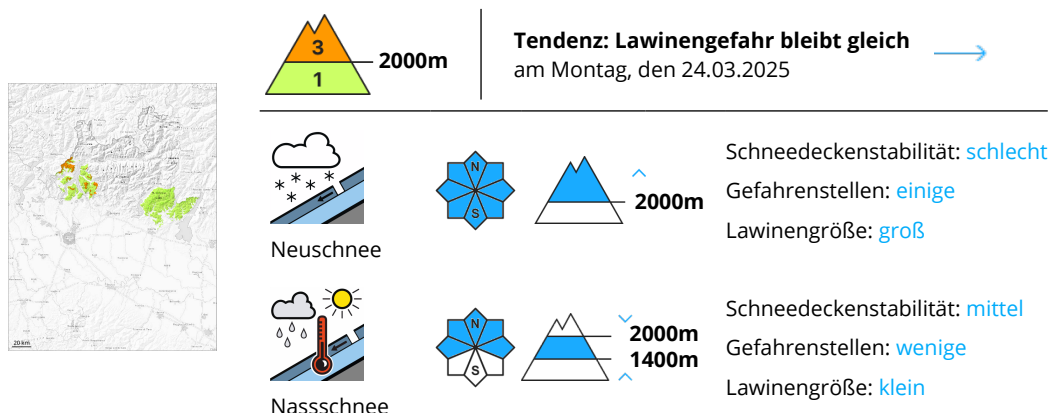 3
2000m
1
Tendenz: Lawinengefahr bleibt gleich
am Montag, den 24.03.2025
20 km
N
S
2000m
Neuschnee
Schneedeckenstabilität: schlecht
Gefahrenstellen: einige
Lawinengröße: groß
N
S
2000m
1400m
Nassschnee
Schneedeckenstabilität: mittel
Gefahrenstellen: wenige
Lawinengröße: klein